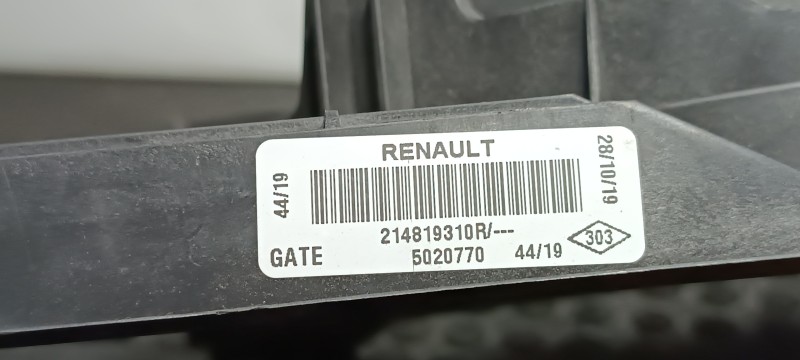 RENAULT
44/19
28/10/19
214819310R/---
303
GATE
5020770
44/19